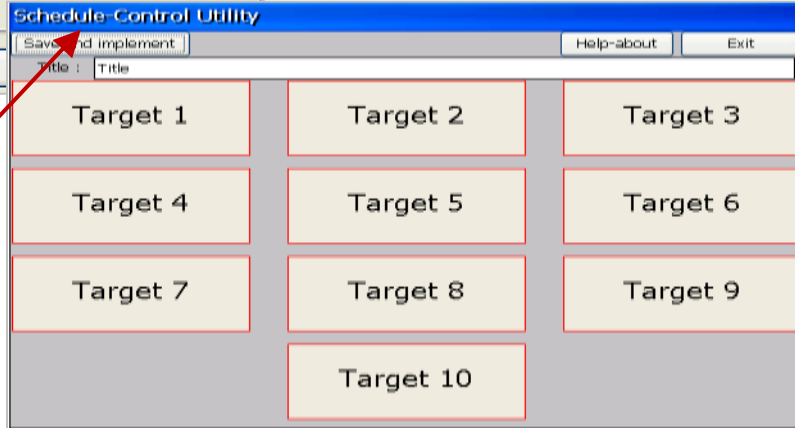 Schedule-Control Utility
Save and implement Help-about Exit
Title : Title
Target 1 Target 2 Target 3
Target 4 Target 5 Target 6
Target 7 Target 8 Target 9
Target 10